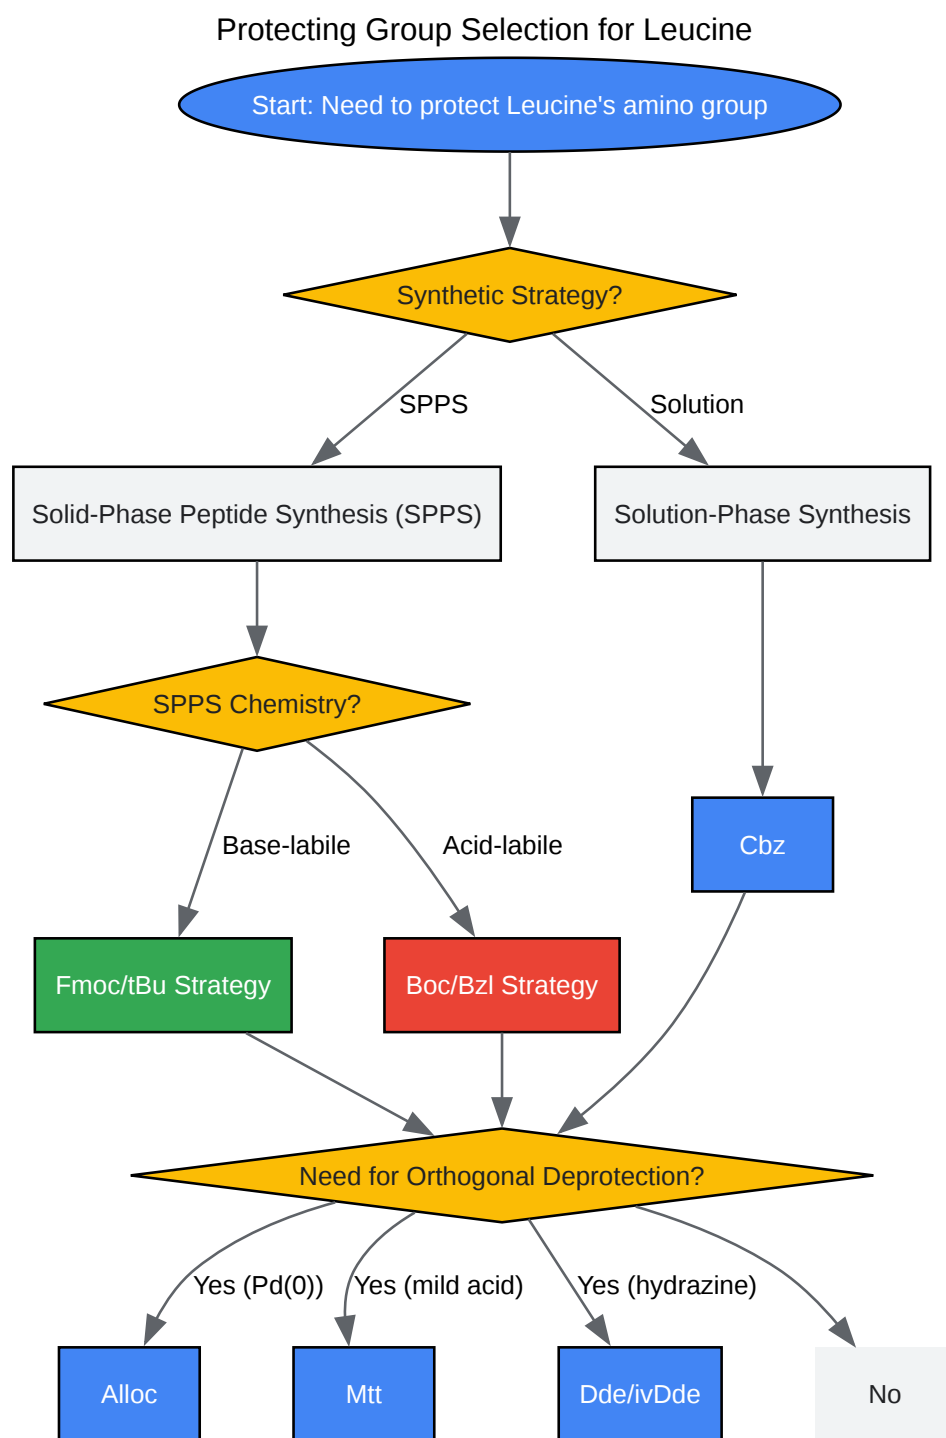 Protecting Group Selection for Leucine
Start: Need to protect Leucine's amino group
Synthetic Strategy?
SPPS
Solution
Solid-Phase Peptide Synthesis (SPPS)
Solution-Phase Synthesis
SPPS Chemistry?
Base-labile
Acid-labile
Cbz
Fmoc/tBu Strategy
Boc/Bzl Strategy
Need for Orthogonal Deprotection?
Yes (Pd(0))
Yes (mild acid)
Yes (hydrazine)
Alloc
Mtt
Dde/ivDde
No